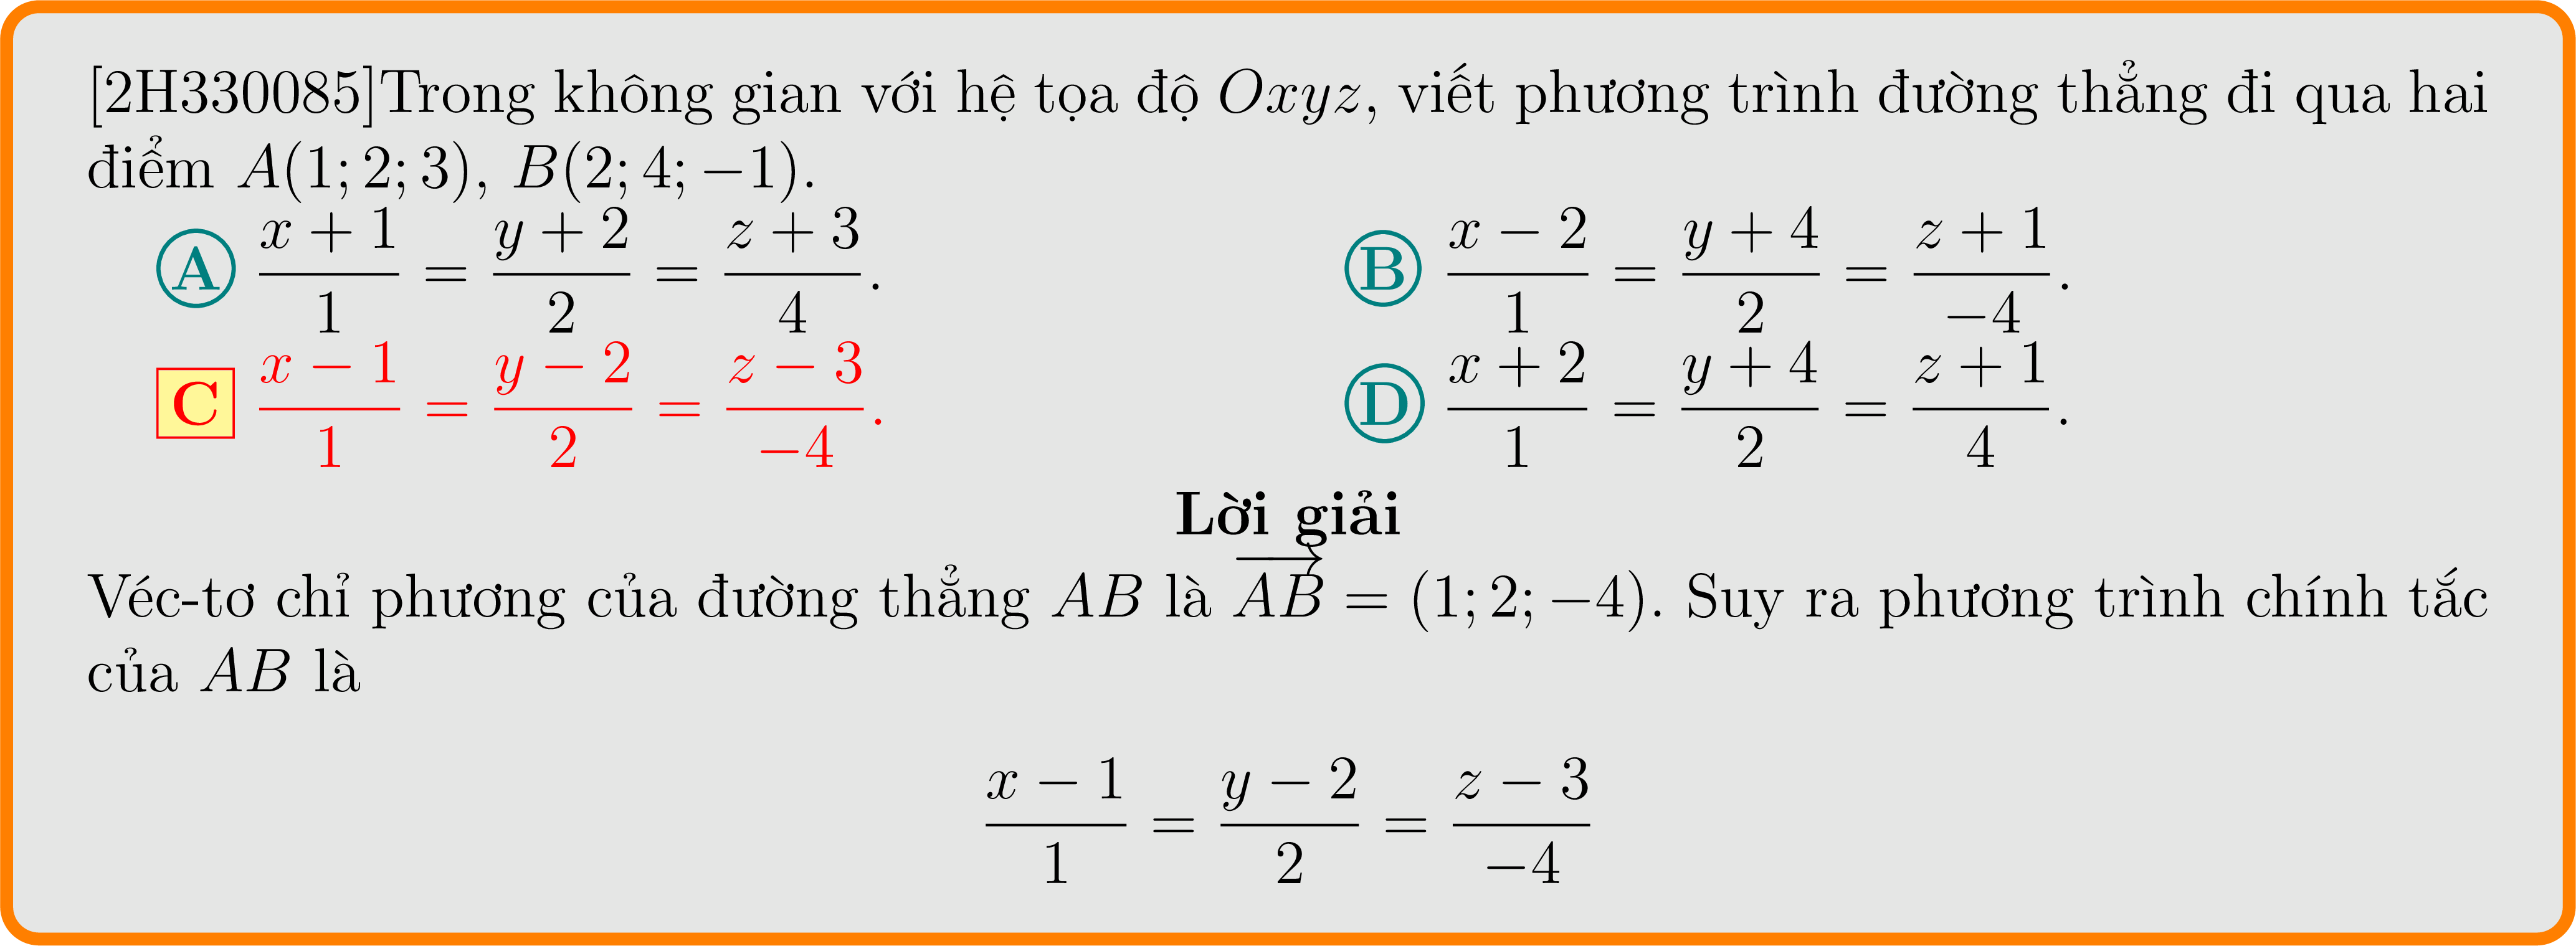 [2H330085]Trong không gian với hệ tọa độ Oxyz, viết phương trình đường thẳng đi qua hai
điểm A(1; 2; 3), B(2; 4; −1).
A \frac{x + 1}{1} = \frac{y + 2}{2} = \frac{z + 3}{4}. B \frac{x − 2}{1} = \frac{y + 4}{2} = \frac{z + 1}{−4}.
C \frac{x − 1}{1} = \frac{y − 2}{2} = \frac{z − 3}{−4}. D \frac{x + 2}{1} = \frac{y + 4}{2} = \frac{z + 1}{4}.
Lời giải
Véc-tơ chỉ phương của đường thẳng AB là \overrightarrow{AB} = (1; 2; −4). Suy ra phương trình chính tắc
của AB là
\frac{x − 1}{1} = \frac{y − 2}{2} = \frac{z − 3}{−4}